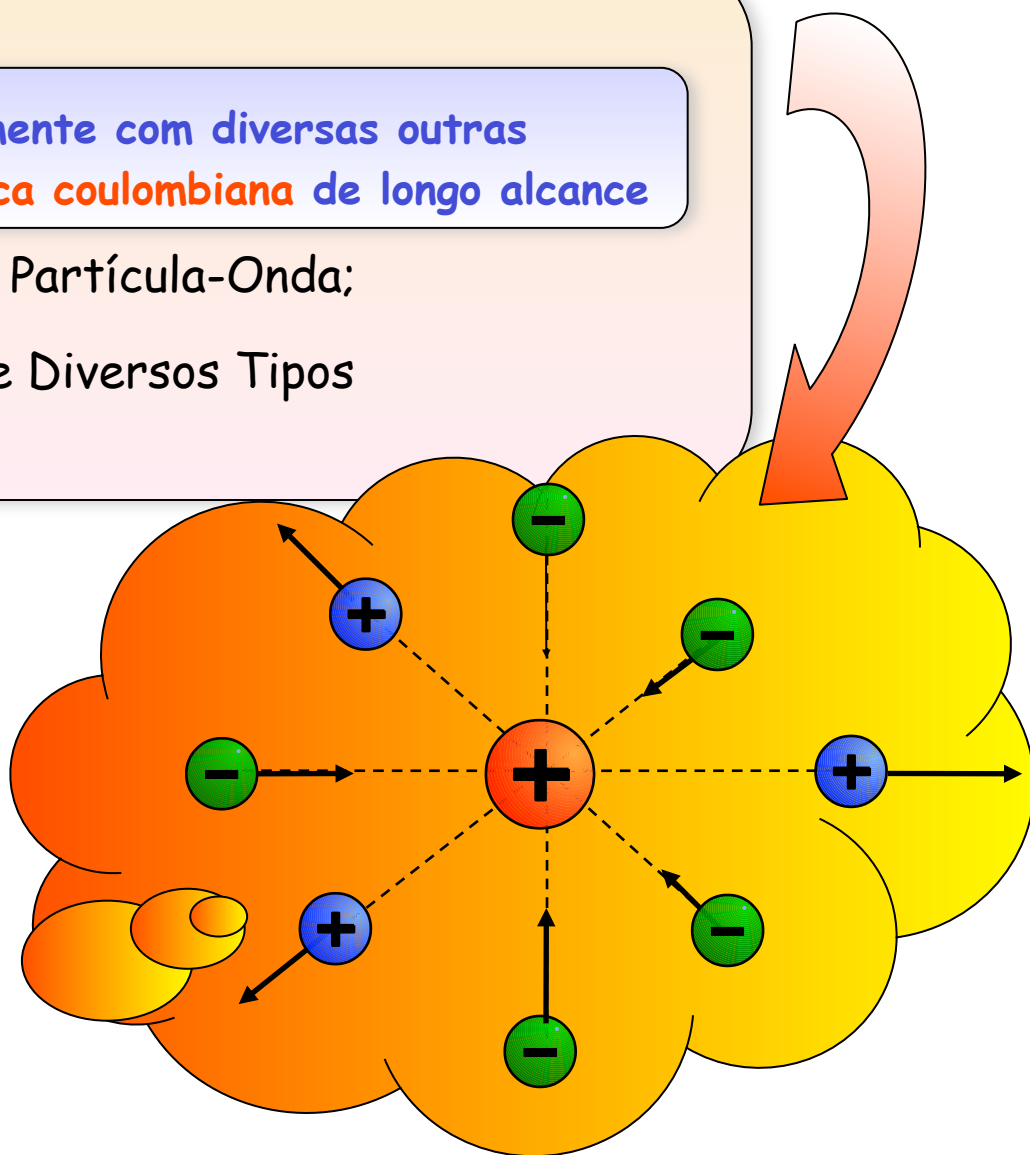 mente com diversas outras
ca coulombiana de longo alcance
Partícula-Onda;
e Diversos Tipos
−
+
−
−
+
+
+
−
−